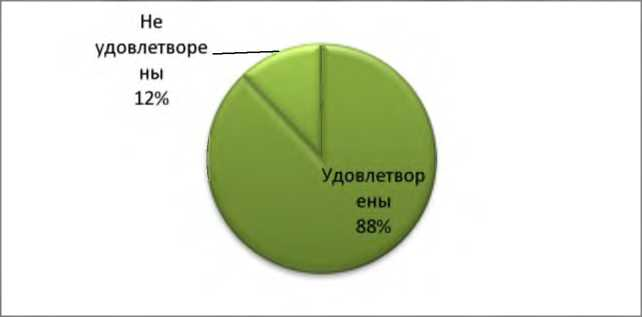 Не
удовлетворе
ны
12%
Удовлетвор
ены
88%